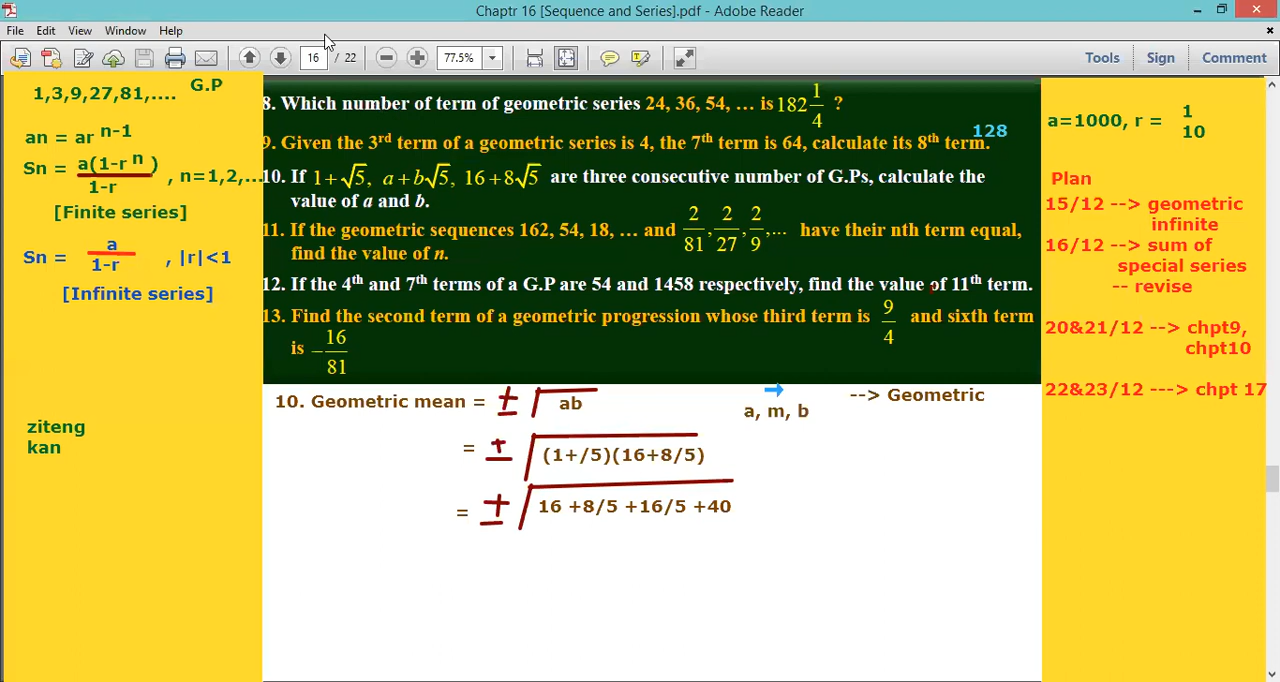 Chaptr 16 [Sequence and Series].pdf - Adobe Reader
File Edit View Window Help
16 / 22 77.5% Tools Sign Comment
1,3,9,27,81,.... G.P
an = ar n-1
Sn = a(1-r n) / 1-r , n=1,2,...
[Finite series]
Sn = a / 1-r , |r|<1
[Infinite series]
ziteng
kan
8. Which number of term of geometric series 24, 36, 54, … is 182 1/4 ?
9. Given the 3rd term of a geometric series is 4, the 7th term is 64, calculate its 8th term. 128
10. If 1+√5, a+b√5, 16+8√5 are three consecutive number of G.Ps, calculate the
value of a and b.
11. If the geometric sequences 162, 54, 18, … and 2/81, 2/27, 2/9,... have their nth term equal,
find the value of n.
12. If the 4th and 7th terms of a G.P are 54 and 1458 respectively, find the value of 11th term.
13. Find the second term of a geometric progression whose third term is 9/4 and sixth term
is −16/81
10. Geometric mean = ± √ab
a, m, b --> Geometric
= ± √(1+/5)(16+8/5)
= ± √16 +8/5 +16/5 +40
a=1000, r = 1/10
Plan
15/12 --> geometric
infinite
16/12 --> sum of
special series
-- revise
20&21/12 --> chpt9,
chpt10
22&23/12 ---> chpt 17